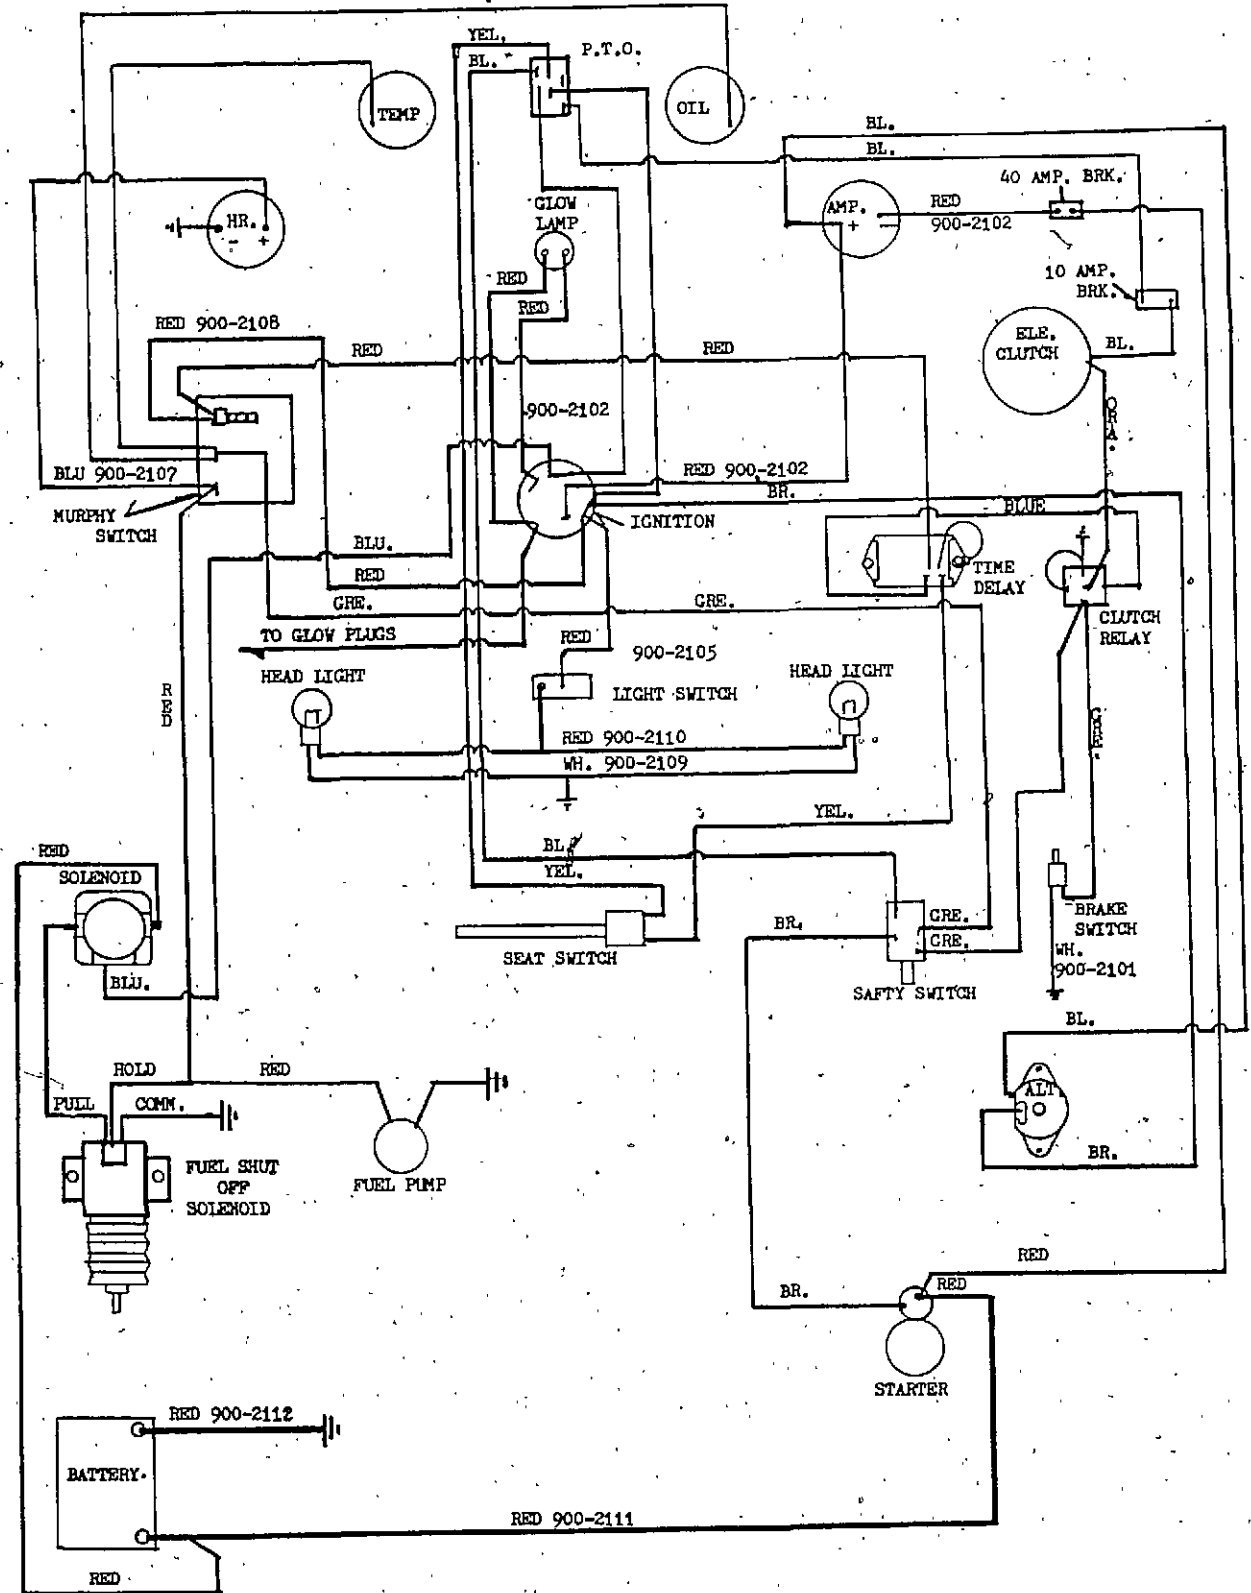 YEL.
P.T.O.
BL.
TEMP
OIL
BL.
BL.
40 AMP. BRK.
GLOW
LAMP
AMP.
+
−
RED
900-2102
HR.
−
+
RED
RED
10 AMP.
BRK.
RED 900-2108
ELE.
CLUTCH
BL.
RED
RED
900-2102
ORA.
BLU 900-2107
RED 900-2102
BR.
MURPHY
SWITCH
IGNITION
BLUE
BLU.
RED
TIME
DELAY
GRE.
GRE.
CLUTCH
RELAY
TO GLOW PLUGS
RED
900-2105
HEAD LIGHT
HEAD LIGHT
LIGHT SWITCH
RED
RED 900-2110
WH. 900-2109
YEL.
RED
BL.
SOLENOID
YEL.
BRAKE
SWITCH
BR.
GRE.
GRE.
SEAT SWITCH
WH.
900-2101
BLU.
SAFTY SWITCH
BL.
HOLD
RED
PULL
COMM.
ALT.
BR.
FUEL SHUT
OFF
SOLENOID
FUEL PUMP
RED
RED
BR.
STARTER
RED 900-2112
BATTERY.
RED 900-2111
RED